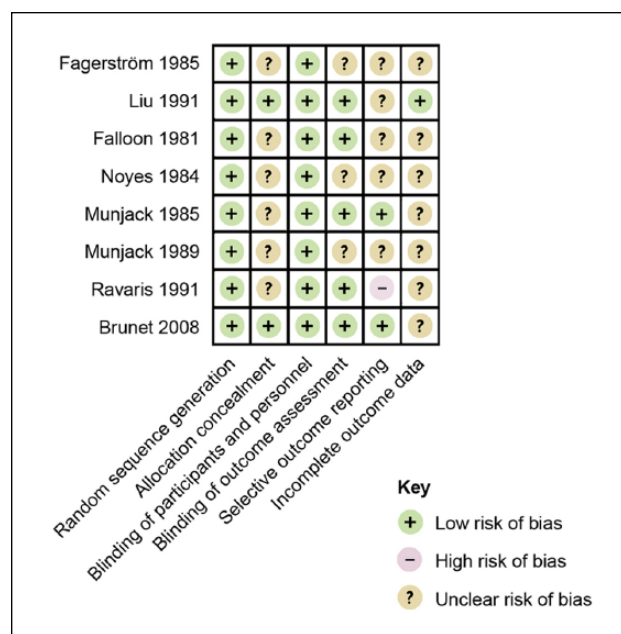 Fagerström 1985 + ? + ? ? ?
Liu 1991 + + + + ? +
Falloon 1981 + ? + + ? ?
Noyes 1984 + ? + ? ? ?
Munjack 1985 + ? + + + ?
Munjack 1989 + ? + ? ? ?
Ravaris 1991 + ? + + − ?
Brunet 2008 + + + + + ?
Random sequence generation
Allocation concealment
Blinding of participants and personnel
Blinding of outcome assessment
Selective outcome reporting
Incomplete outcome data
Key
+ Low risk of bias
− High risk of bias
? Unclear risk of bias